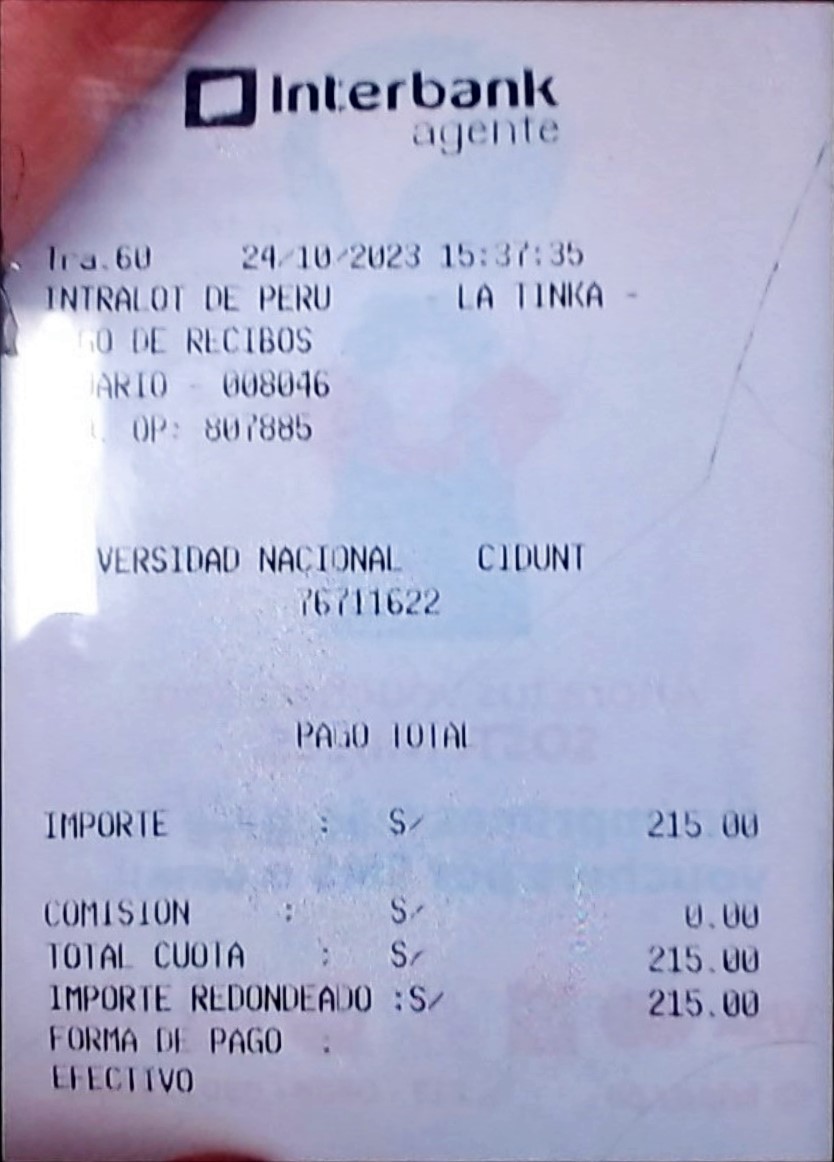 Interbank
agente
Tra.60 24/10/2023 15:37:35
INTRALOT DE PERU - LA TINKA -
GO DE RECIBOS
ARIO - 008046
OP: 807885
VERSIDAD NACIONAL CIDUNT
76711622
PAGO TOTAL
IMPORTE : S/ 215.00
COMISION : S/ 0.00
TOTAL CUOTA : S/ 215.00
IMPORTE REDONDEADO :S/ 215.00
FORMA DE PAGO :
EFECTIVO